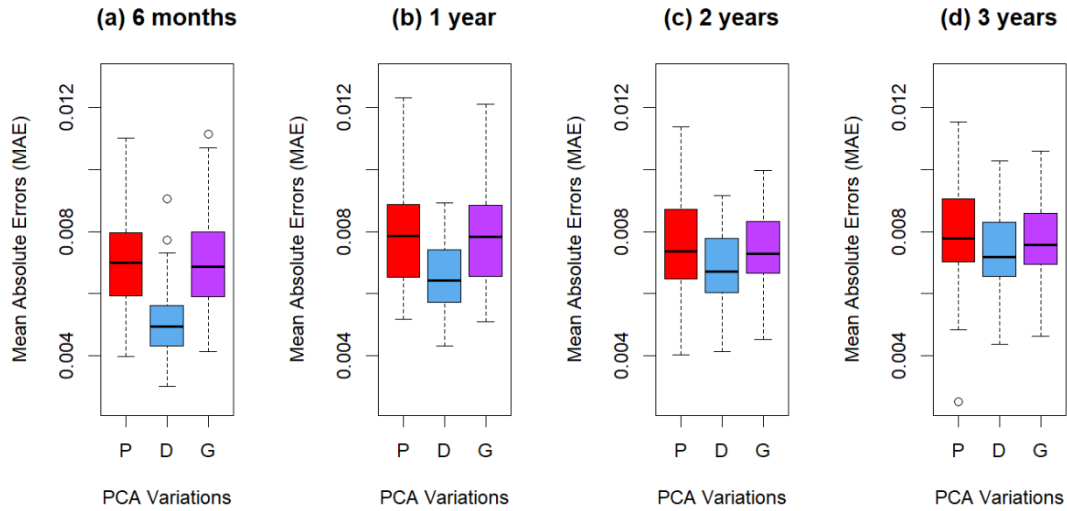 (a) 6 months
Mean Absolute Errors (MAE)
0.004
0.008
0.012
P D G
PCA Variations
(b) 1 year
Mean Absolute Errors (MAE)
0.004
0.008
0.012
P D G
PCA Variations
(c) 2 years
Mean Absolute Errors (MAE)
0.004
0.008
0.012
P D G
PCA Variations
(d) 3 years
Mean Absolute Errors (MAE)
0.004
0.008
0.012
P D G
PCA Variations